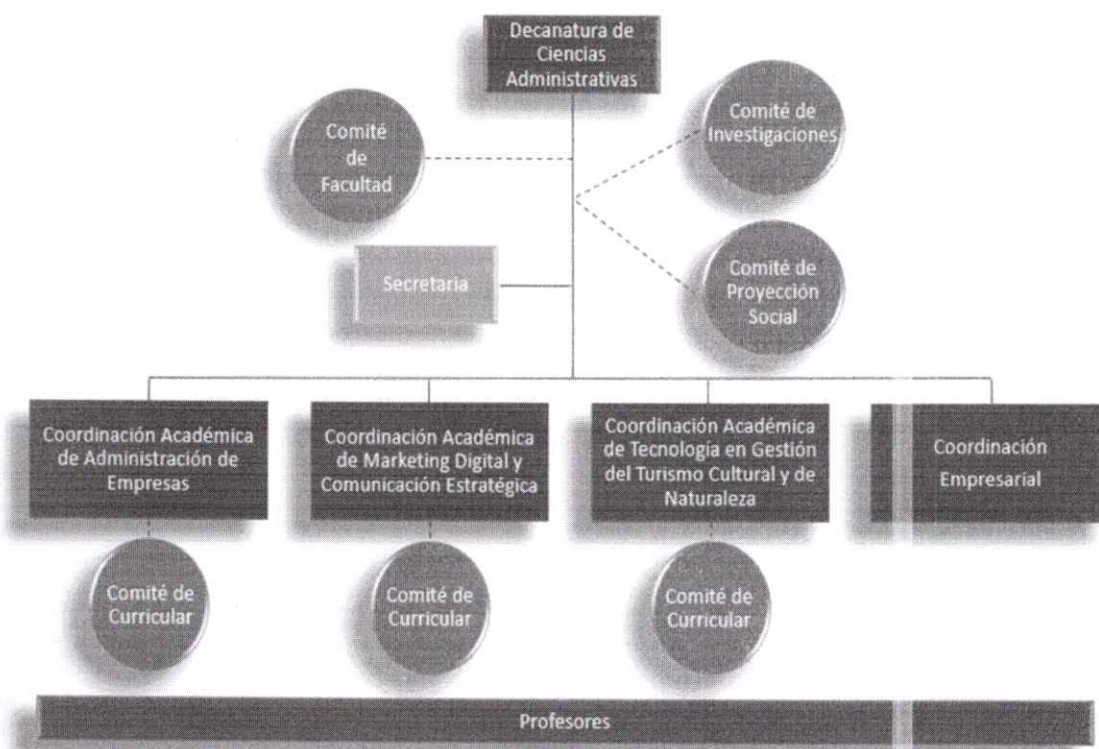 Decanatura de
Ciencias
Administrativas
Comité
de
Facultad
Comité de
Investigaciones
Secretaria
Comité de
Proyección
Social
Coordinación Académica
de Administración de
Empresas
Coordinación Académica
de Marketing Digital y
Comunicación Estratégica
Coordinación Académica
de Tecnología en Gestión
del Turismo Cultural y de
Naturaleza
Coordinación
Empresarial
Comité de
Curricular
Comité de
Curricular
Comité de
Curricular
Profesores